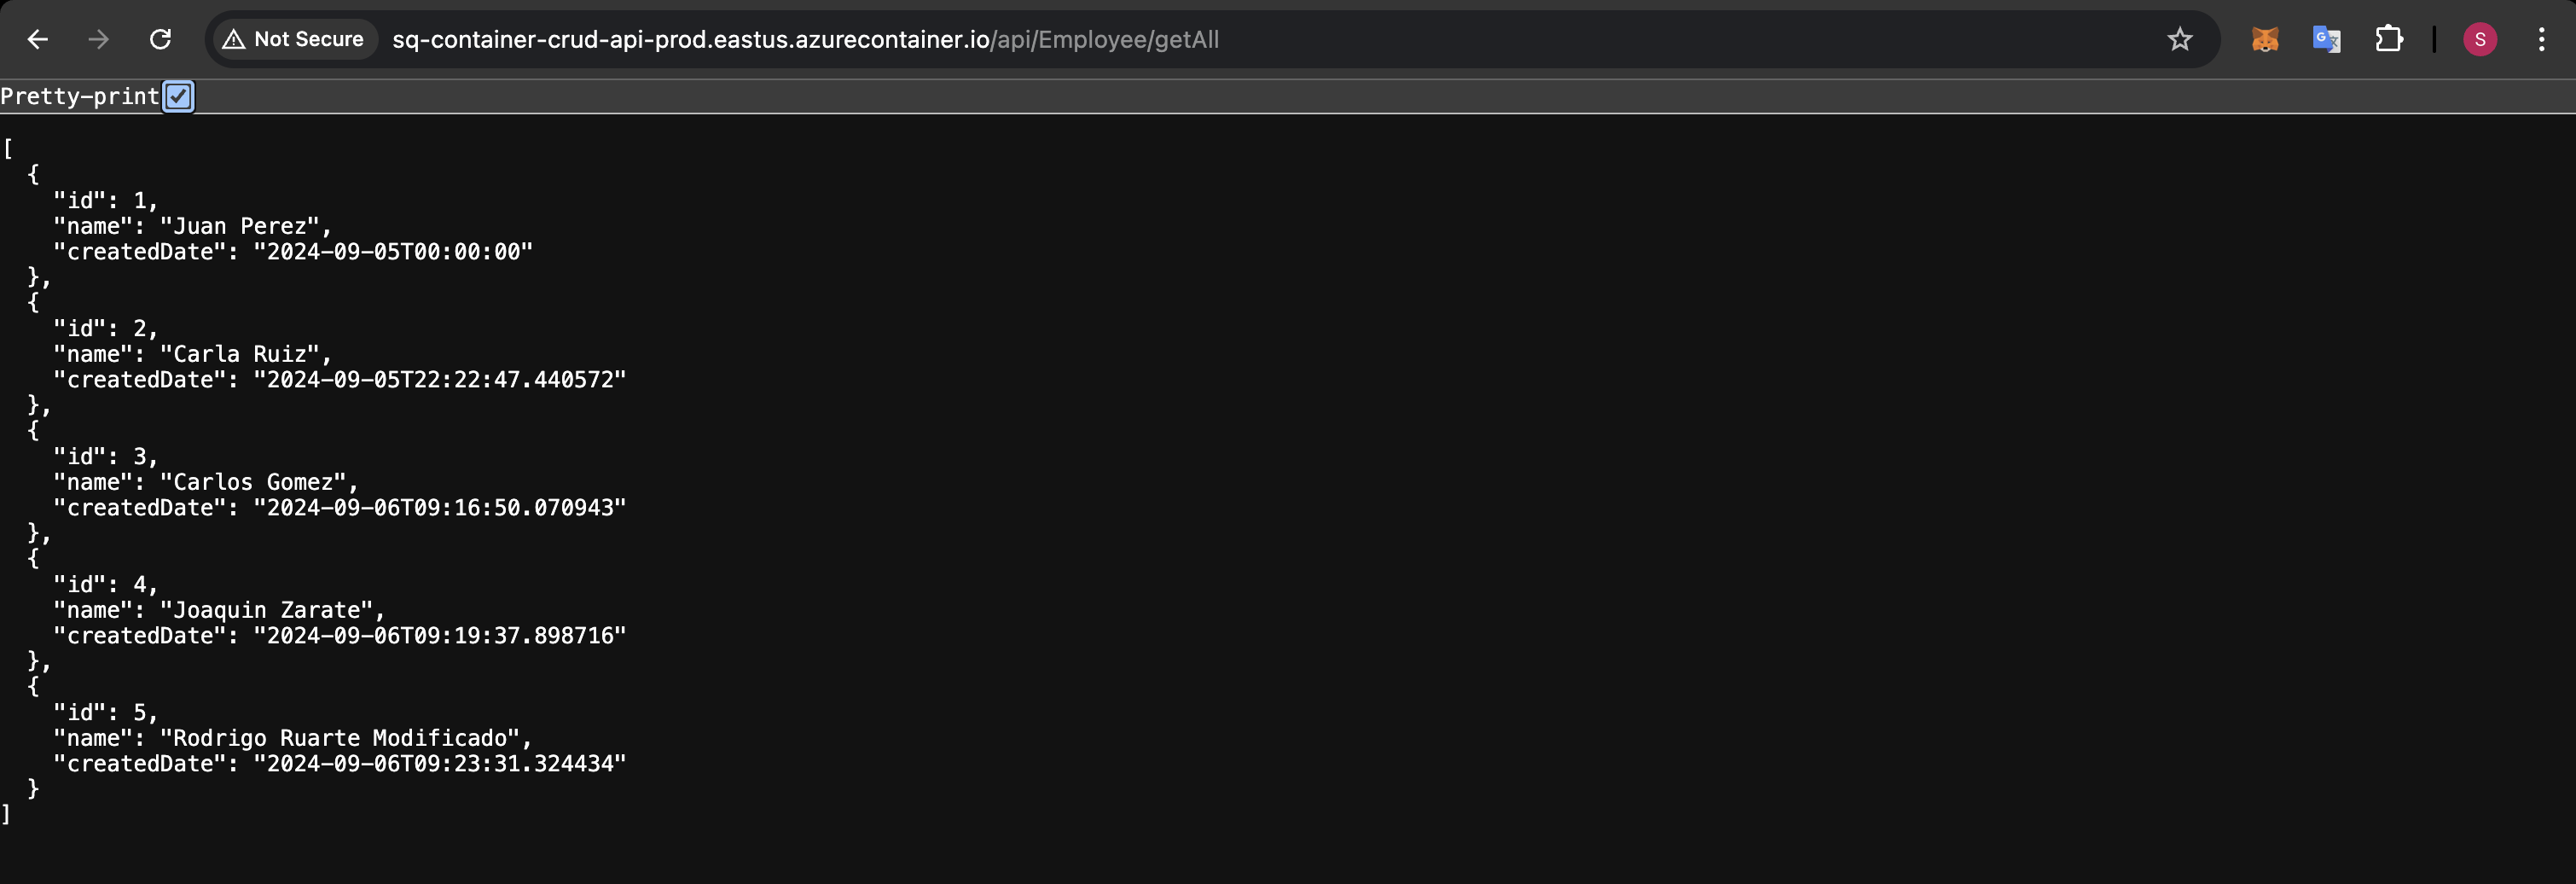 Not Secure sq-container-crud-api-prod.eastus.azurecontainer.io/api/Employee/getAll S
Pretty-print
[
  {
    "id": 1,
    "name": "Juan Perez",
    "createdDate": "2024-09-05T00:00:00"
  },
  {
    "id": 2,
    "name": "Carla Ruiz",
    "createdDate": "2024-09-05T22:22:47.440572"
  },
  {
    "id": 3,
    "name": "Carlos Gomez",
    "createdDate": "2024-09-06T09:16:50.070943"
  },
  {
    "id": 4,
    "name": "Joaquin Zarate",
    "createdDate": "2024-09-06T09:19:37.898716"
  },
  {
    "id": 5,
    "name": "Rodrigo Ruarte Modificado",
    "createdDate": "2024-09-06T09:23:31.324434"
  }
]